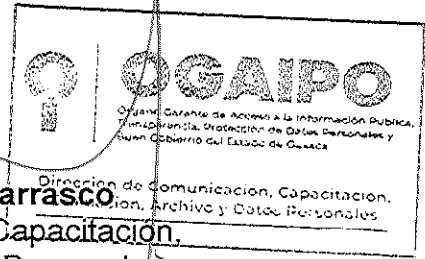 OGAIPO
Órgano Garante de Acceso a la Información Pública,
Transparencia, Protección de Datos Personales y
Buen Gobierno del Estado de Oaxaca
arrasco
Dirección de Comunicación, Capacitación,
Archivo y Datos Personales
Capacitación,